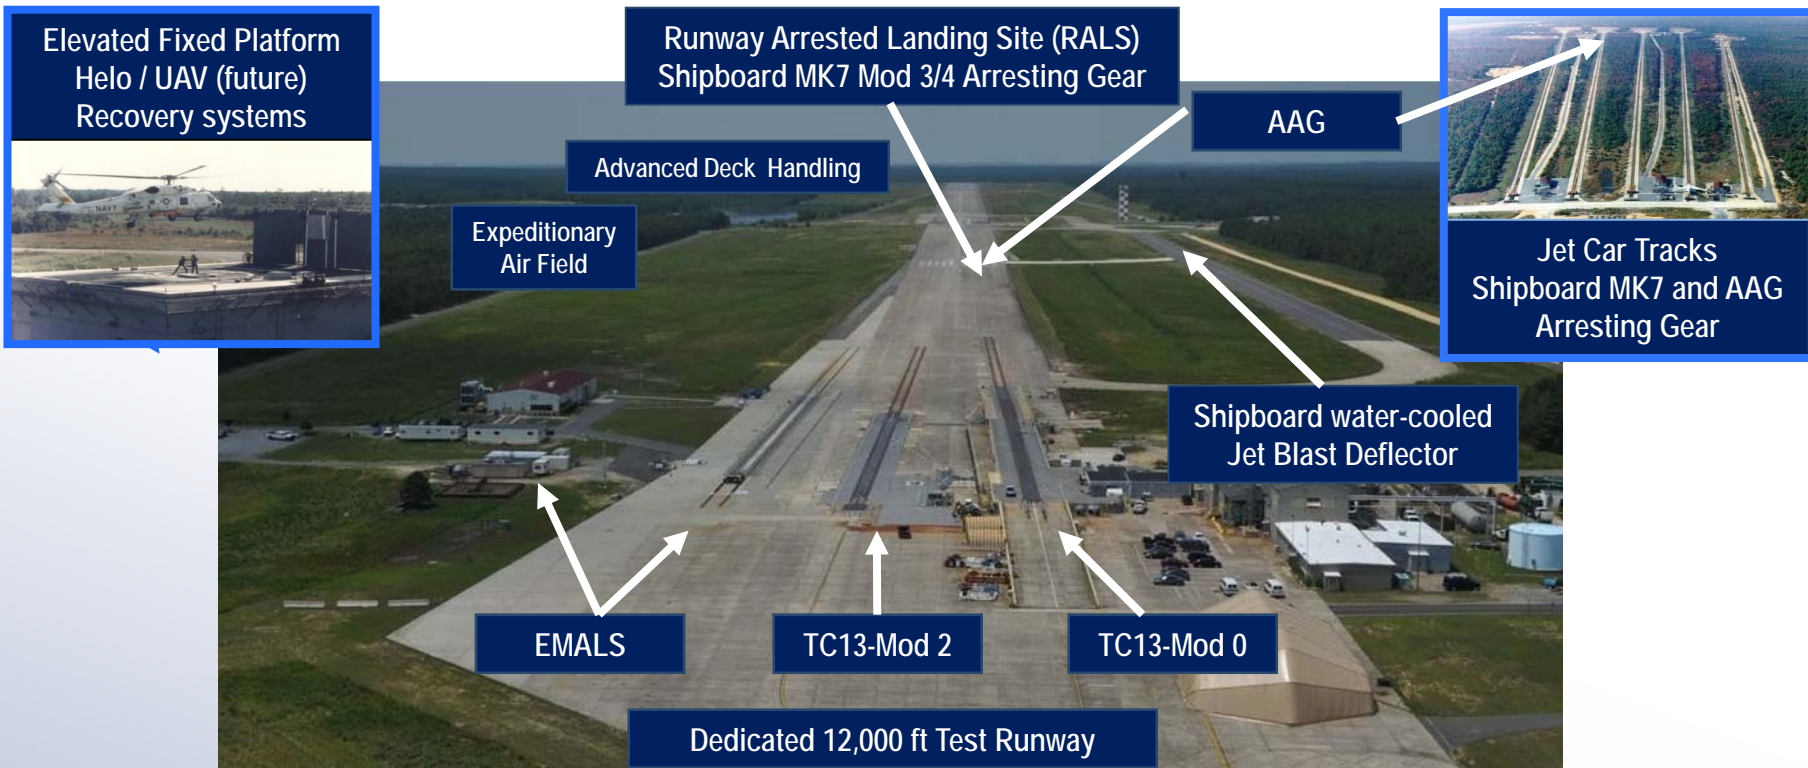 Elevated Fixed Platform
Helo / UAV (future)
Recovery systems
NAVY
Runway Arrested Landing Site (RALS)
Shipboard MK7 Mod 3/4 Arresting Gear
AAG
Advanced Deck Handling
Expeditionary
Air Field
Jet Car Tracks
Shipboard MK7 and AAG
Arresting Gear
Shipboard water-cooled
Jet Blast Deflector
EMALS
TC13-Mod 2
TC13-Mod 0
Dedicated 12,000 ft Test Runway